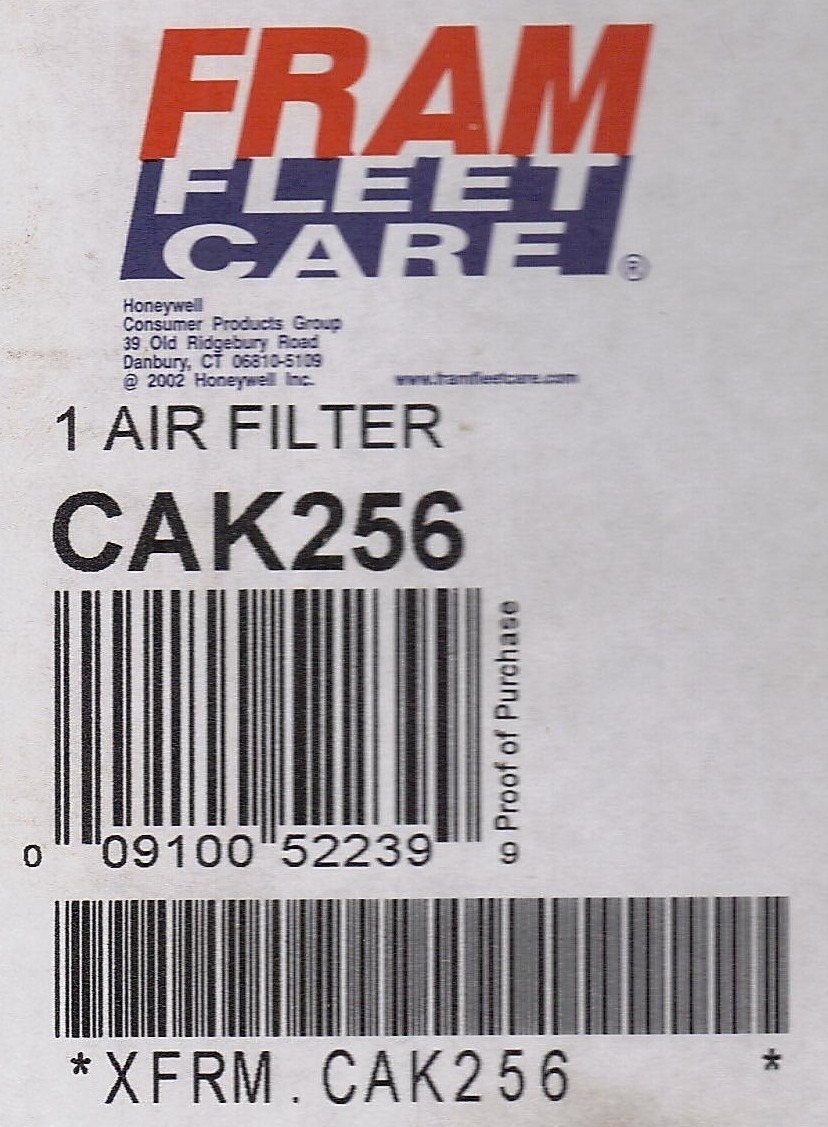 FRAM
FLEET
CARE®
Honeywell
Consumer Products Group
39 Old Ridgebury Road
Danbury, CT 06810-5109
@ 2002 Honeywell Inc.
www.framfleetcare.com
1 AIR FILTER
CAK256
Proof of Purchase
0 09100 52239 9
*XFRM.CAK256 *